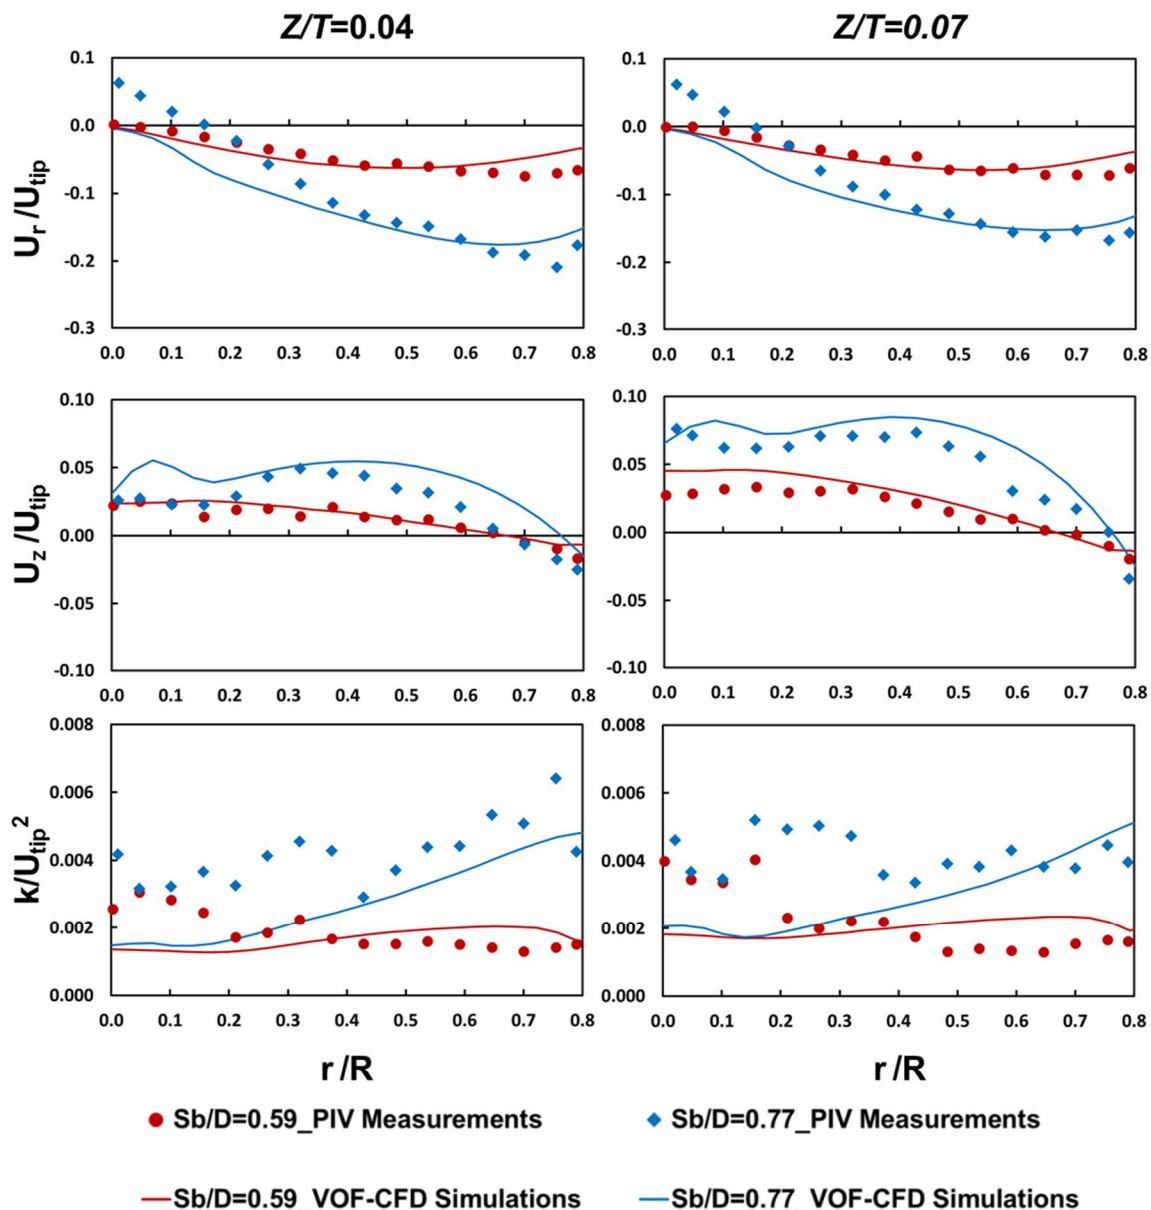 Z/T=0.04
Z/T=0.07
0.1
0.0
-0.1
-0.2
-0.3
U_r /U_tip
0.0 0.1 0.2 0.3 0.4 0.5 0.6 0.7 0.8
0.1
0.0
-0.1
-0.2
-0.3
0.0 0.1 0.2 0.3 0.4 0.5 0.6 0.7 0.8
0.10
0.05
0.00
-0.05
-0.10
U_z /U_tip
0.0 0.1 0.2 0.3 0.4 0.5 0.6 0.7 0.8
0.10
0.05
0.00
-0.05
-0.10
0.0 0.1 0.2 0.3 0.4 0.5 0.6 0.7 0.8
0.008
0.006
0.004
0.002
0.000
k/U_tip^2
0.0 0.1 0.2 0.3 0.4 0.5 0.6 0.7 0.8
0.008
0.006
0.004
0.002
0.000
0.0 0.1 0.2 0.3 0.4 0.5 0.6 0.7 0.8
r /R
r /R
Sb/D=0.59_PIV Measurements
Sb/D=0.77_PIV Measurements
Sb/D=0.59_VOF-CFD Simulations
Sb/D=0.77_VOF-CFD Simulations